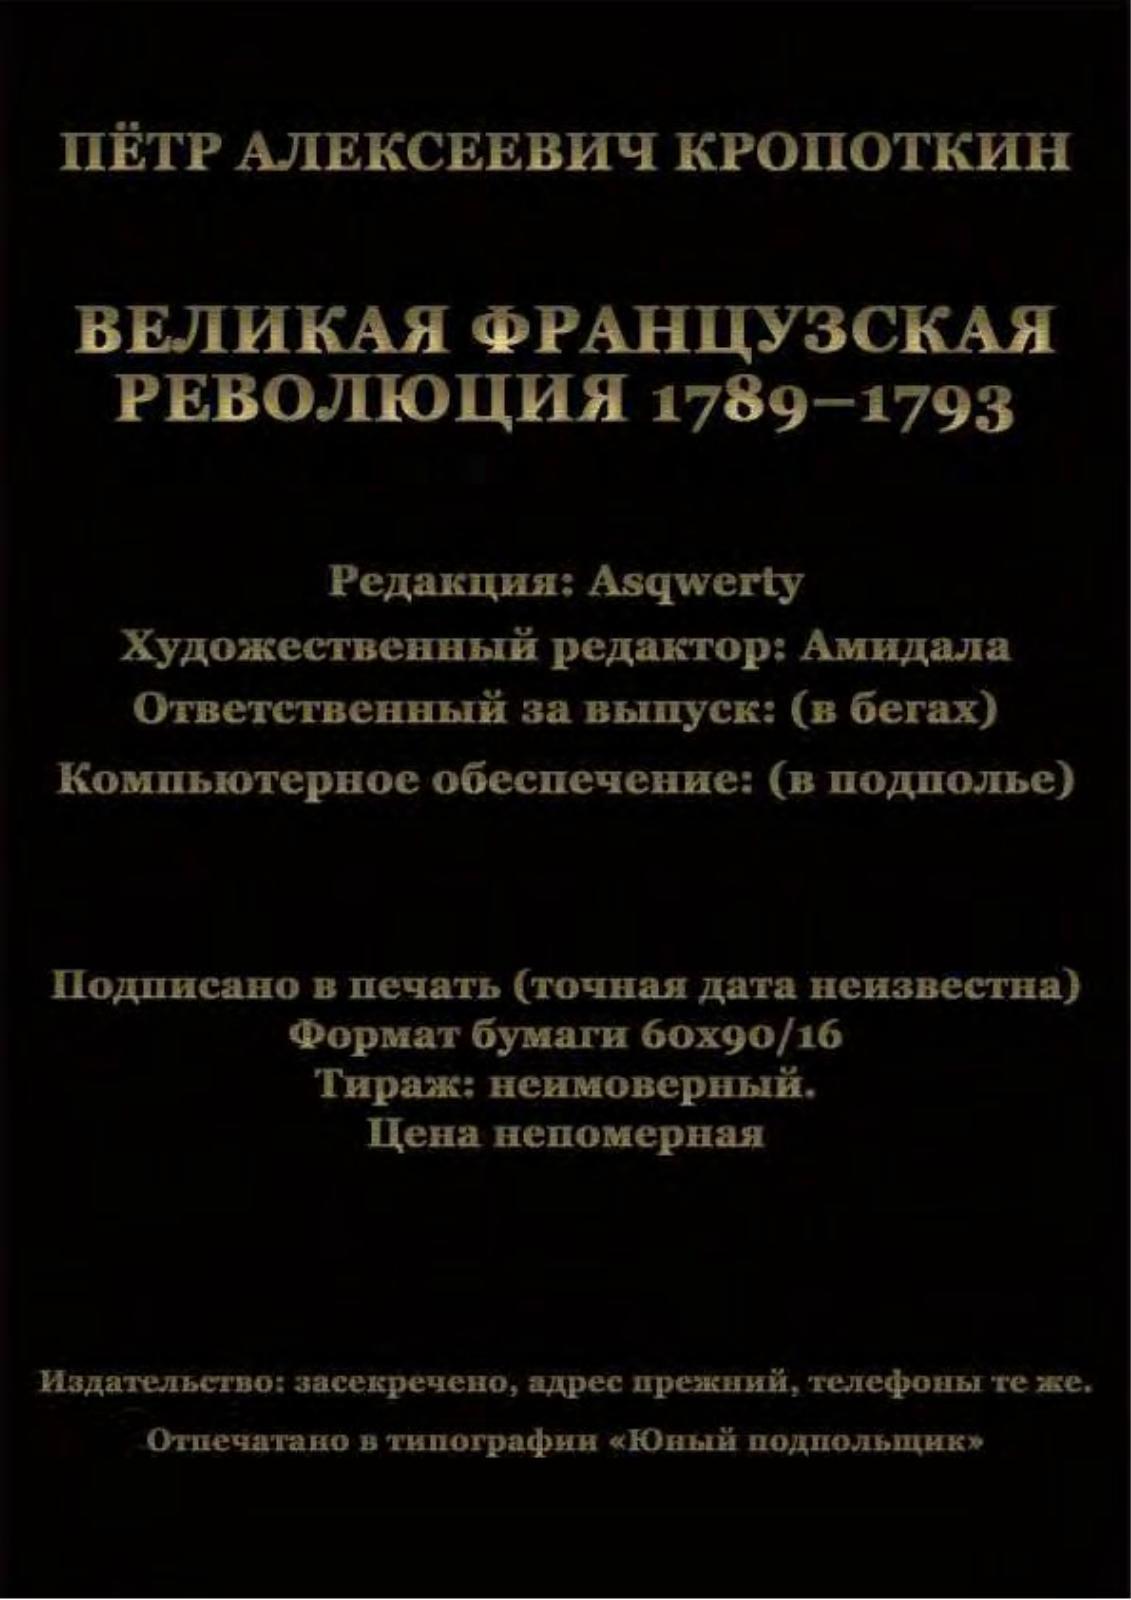 ПЁТР АЛЕКСЕЕВИЧ КРОПОТКИН
ВЕЛИКАЯ ФРАНЦУЗСКАЯ
РЕВОЛЮЦИЯ 1789–1793
Редакция: Asqwerty
Художественный редактор: Амидала
Ответственный за выпуск: (в бегах)
Компьютерное обеспечение: (в подполье)
Подписано в печать (точная дата неизвестна)
Формат бумаги 60x90/16
Тираж: неимоверный.
Цена непомерная
Издательство: засекречено, адрес прежний, телефоны те же.
Отпечатано в типографии «Юный подпольщик»